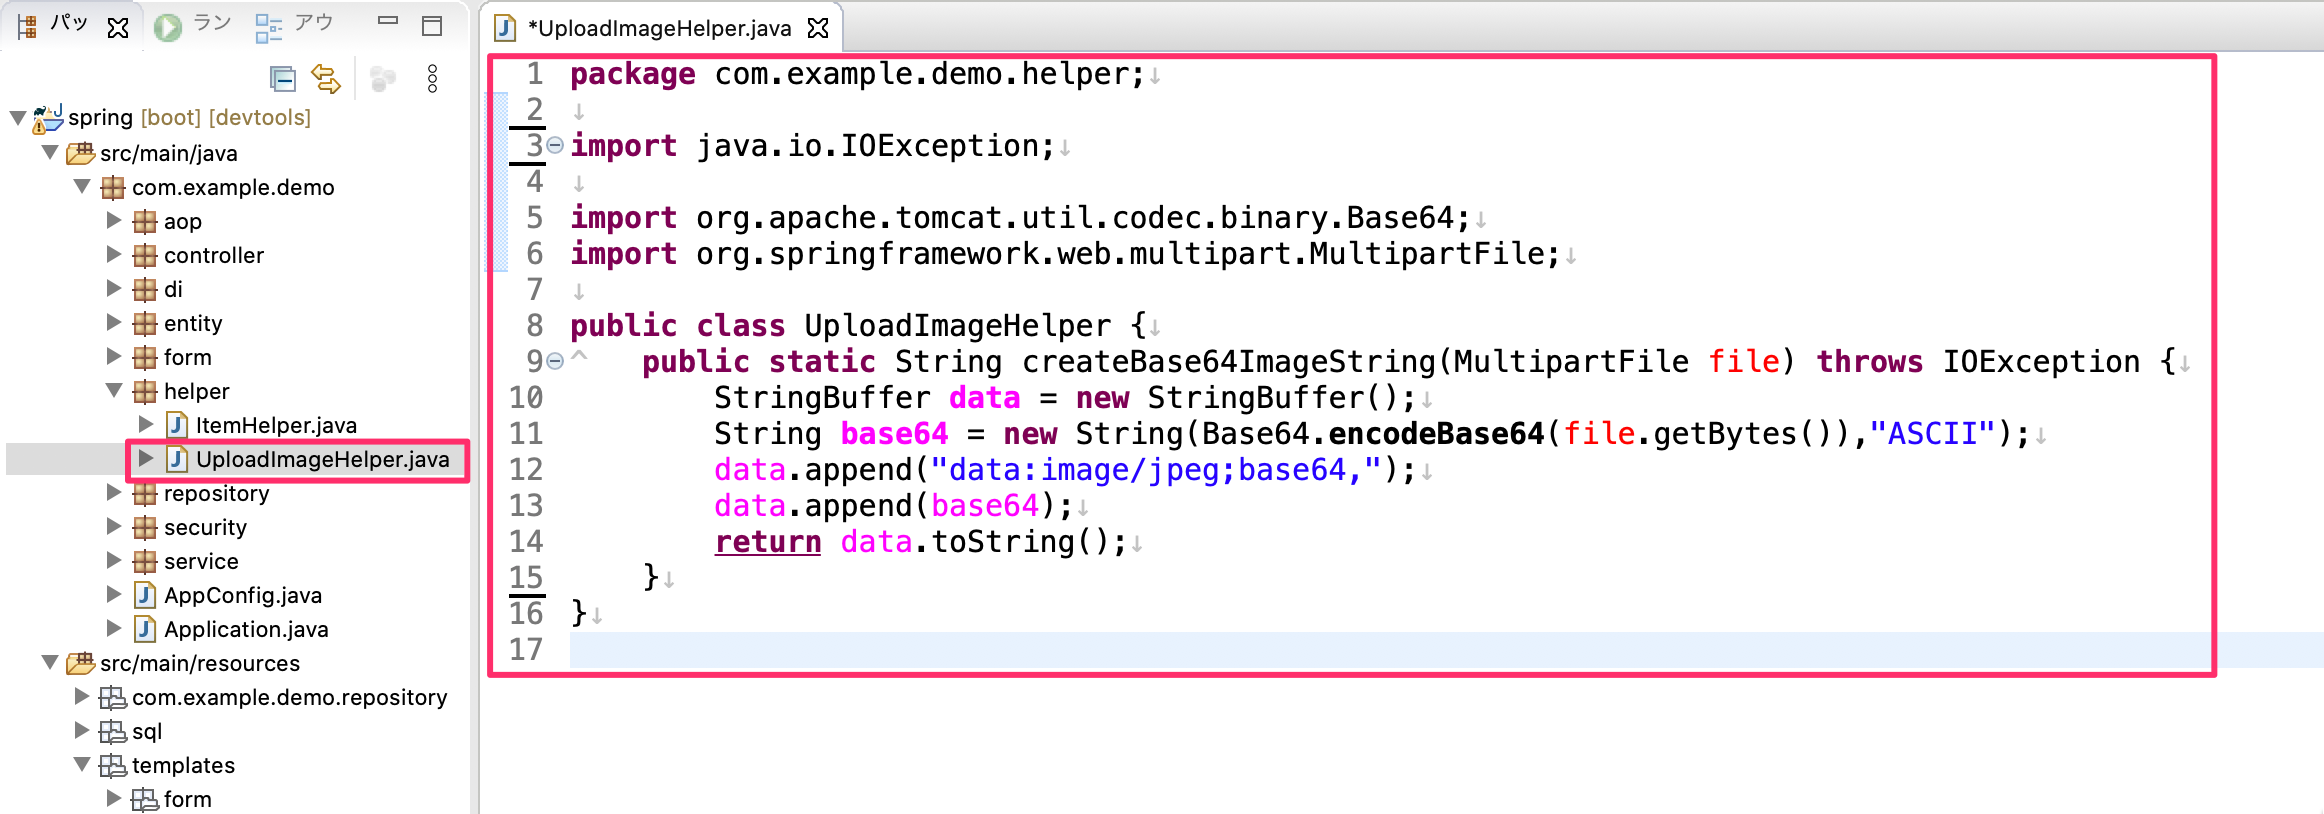 パッ ラン アウ
spring [boot] [devtools]
src/main/java
com.example.demo
aop
controller
di
entity
form
helper
ItemHelper.java
UploadImageHelper.java
repository
security
service
AppConfig.java
Application.java
src/main/resources
com.example.demo.repository
sql
templates
form
*UploadImageHelper.java
1 package com.example.demo.helper;↓
2 ↓
3 import java.io.IOException;↓
4 ↓
5 import org.apache.tomcat.util.codec.binary.Base64;↓
6 import org.springframework.web.multipart.MultipartFile;↓
7 ↓
8 public class UploadImageHelper {↓
9 ^   public static String createBase64ImageString(MultipartFile file) throws IOException {↓
10         StringBuffer data = new StringBuffer();↓
11         String base64 = new String(Base64.encodeBase64(file.getBytes()),"ASCII");↓
12         data.append("data:image/jpeg;base64,");↓
13         data.append(base64);↓
14         return data.toString();↓
15     }↓
16 }↓
17